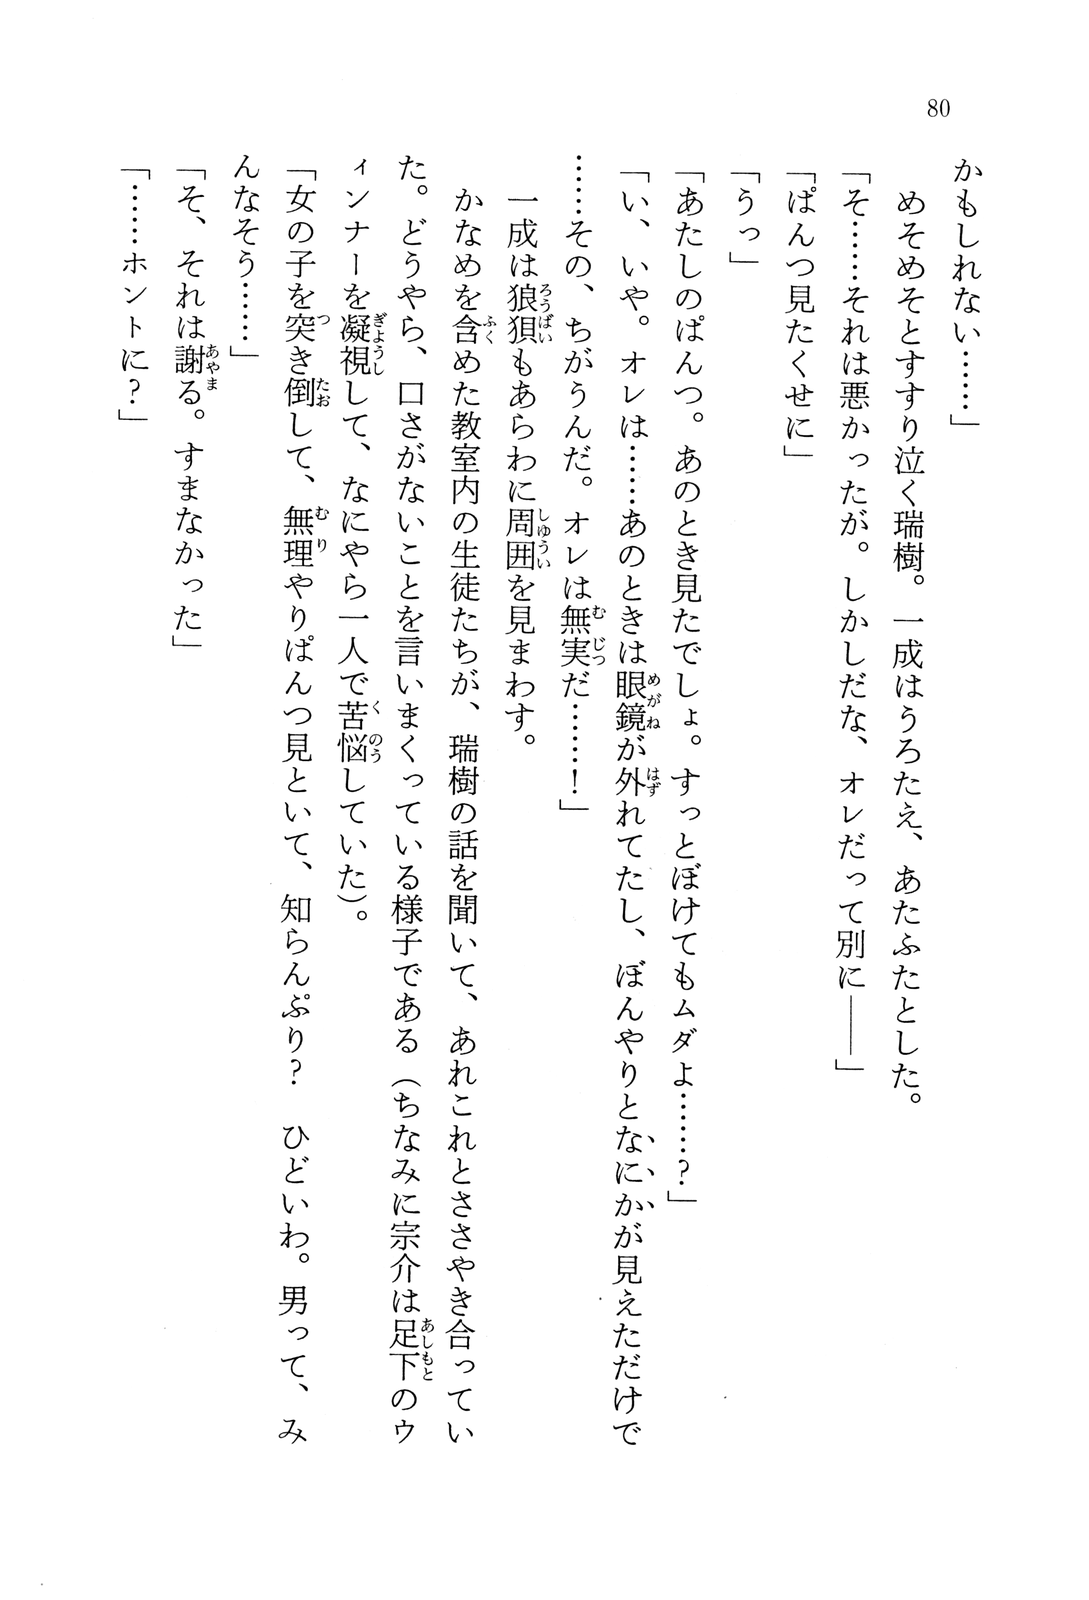 80
かもしれない……」
　めそめそとすすり泣く瑞樹。一成はうろたえ、あたふたとした。
「そ……それは悪かったが。しかしだな、オレだって別に――」
「ぱんつ見たくせに」
「うっ」
「あたしのぱんつ。あのとき見たでしょ。すっとぼけてもムダよ……？」
「い、いや。オレは……あのときは眼鏡が外れてたし、ぼんやりとなにかが見えただけで
……その、ちがうんだ。オレは無実だ……！」
　一成は狼狽もあらわに周囲を見まわす。
　かなめを含めた教室内の生徒たちが、瑞樹の話を聞いて、あれこれとささやき合ってい
た。どうやら、口さがないことを言いまくっている様子である（ちなみに宗介は足下のウ
ィンナーを凝視して、なにやら一人で苦悩していた）。
「女の子を突き倒して、無理やりぱんつ見といて、知らんぷり？　ひどいわ。男って、み
んなそう……」
「そ、それは謝る。すまなかった」
「……ホントに？」